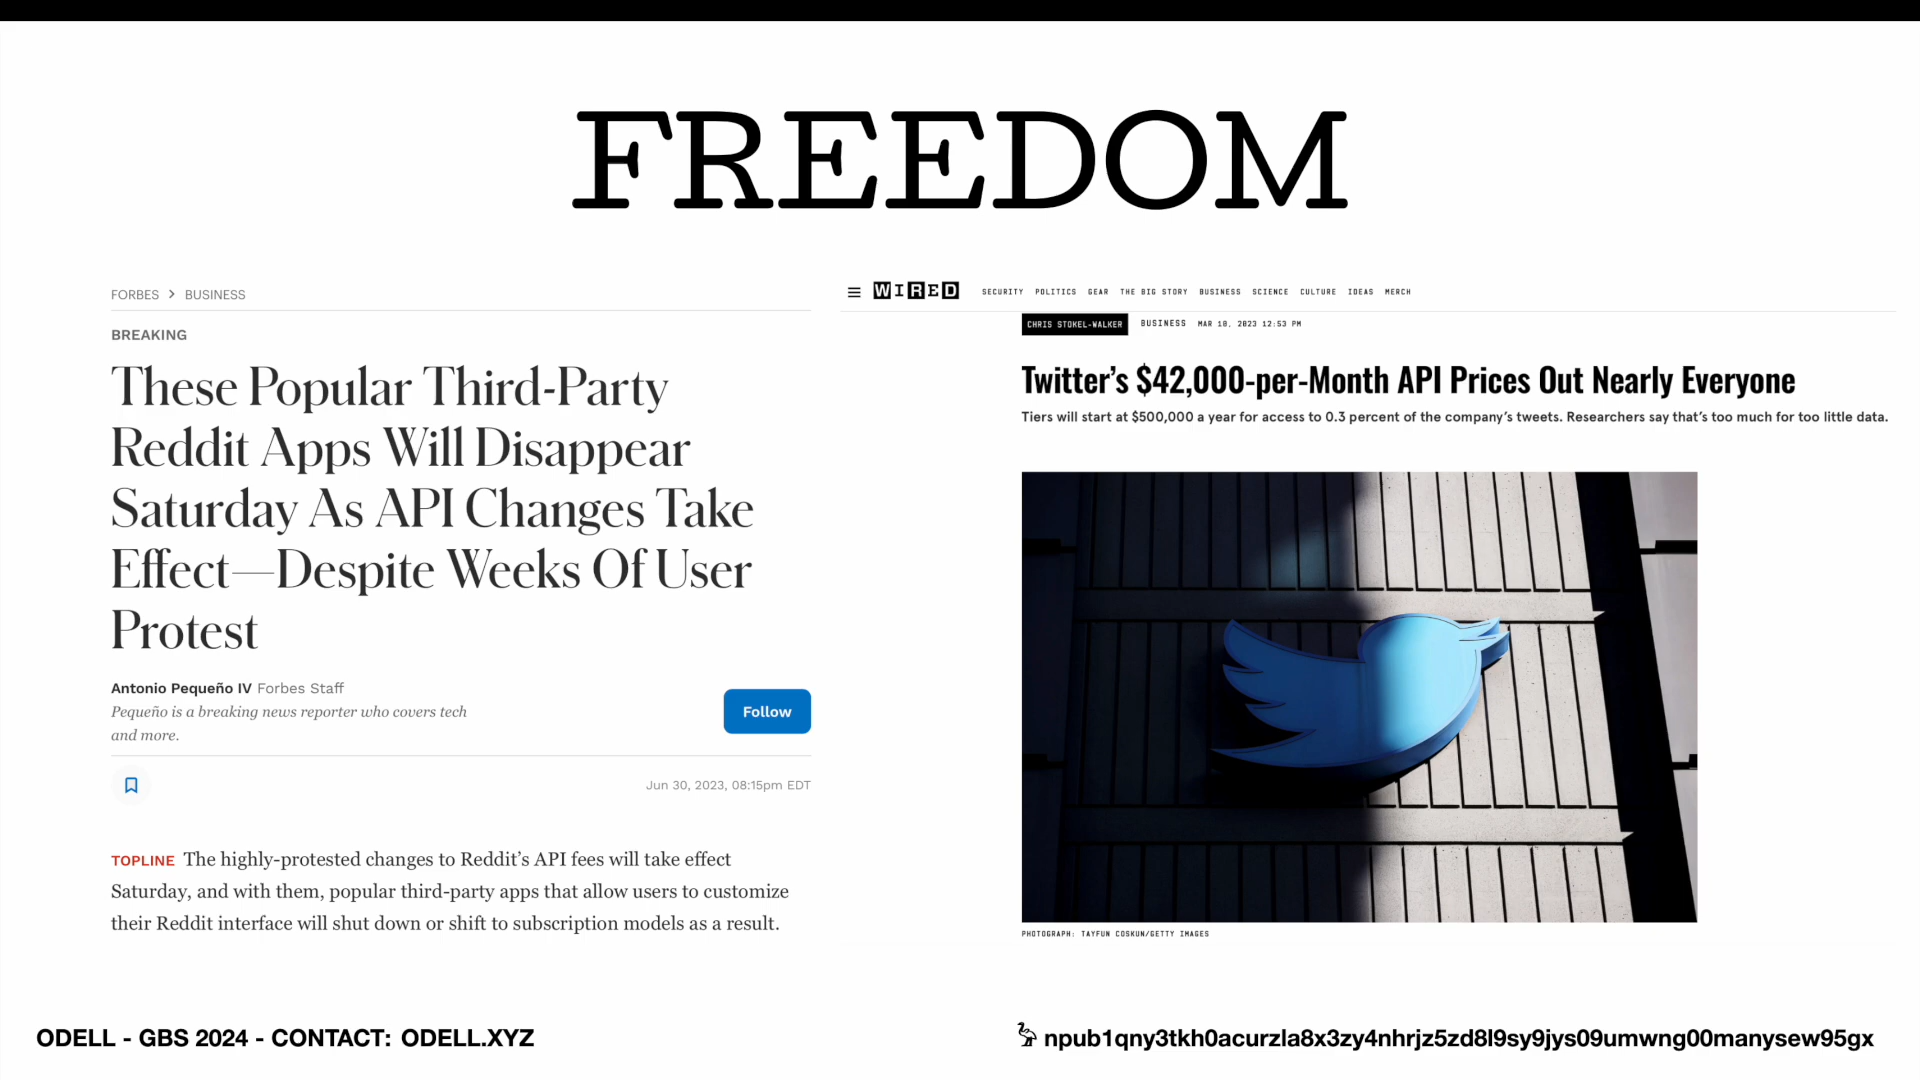 FREEDOM
FORBES > BUSINESS
BREAKING
These Popular Third-Party
Reddit Apps Will Disappear
Saturday As API Changes Take
Effect—Despite Weeks Of User
Protest
Antonio Pequeño IV Forbes Staff
Pequeño is a breaking news reporter who covers tech
and more.
Follow
Jun 30, 2023, 08:15pm EDT
TOPLINE The highly-protested changes to Reddit’s API fees will take effect
Saturday, and with them, popular third-party apps that allow users to customize
their Reddit interface will shut down or shift to subscription models as a result.
WIRED SECURITY POLITICS GEAR THE BIG STORY BUSINESS SCIENCE CULTURE IDEAS MERCH
CHRIS STOKEL-WALKER BUSINESS MAR 10, 2023 12:53 PM
Twitter’s $42,000-per-Month API Prices Out Nearly Everyone
Tiers will start at $500,000 a year for access to 0.3 percent of the company’s tweets. Researchers say that’s too much for too little data.
PHOTOGRAPH: TAYFUN COSKUN/GETTY IMAGES
ODELL - GBS 2024 - CONTACT: ODELL.XYZ
npub1qny3tkh0acurzla8x3zy4nhrjz5zd8l9sy9jys09umwng00manysew95gx